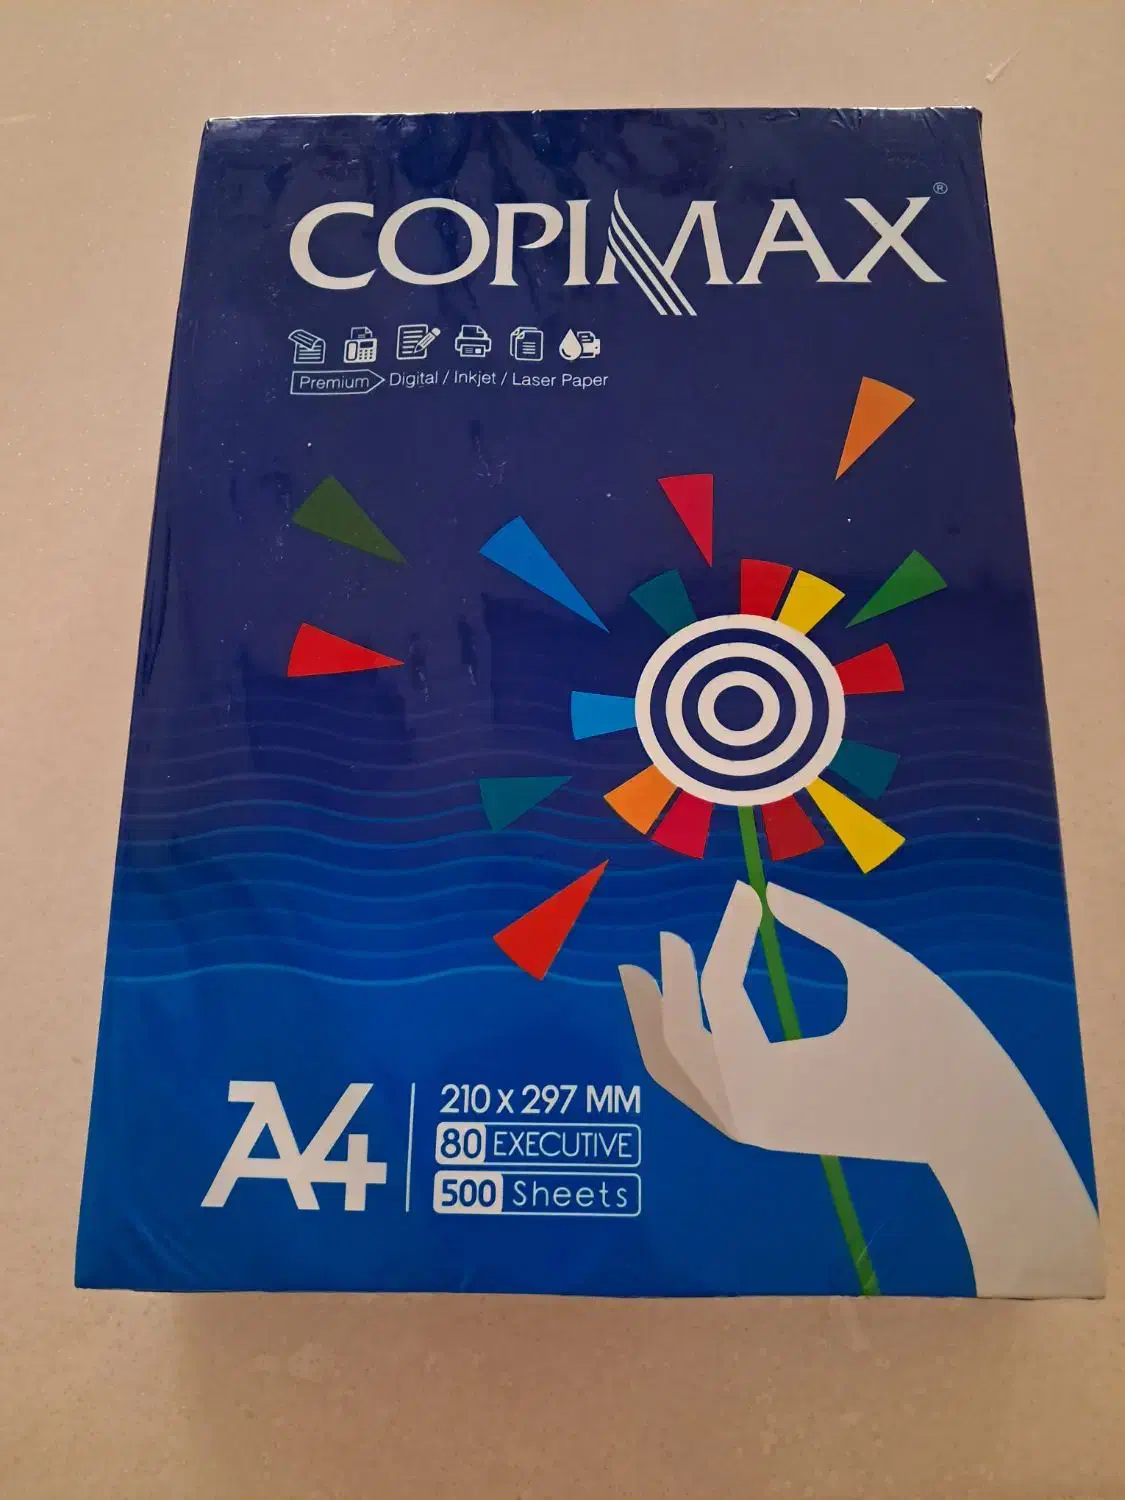 COPIMAX®
Premium Digital / Inkjet / Laser Paper
A4
210 x 297 MM
80 EXECUTIVE
500 Sheets